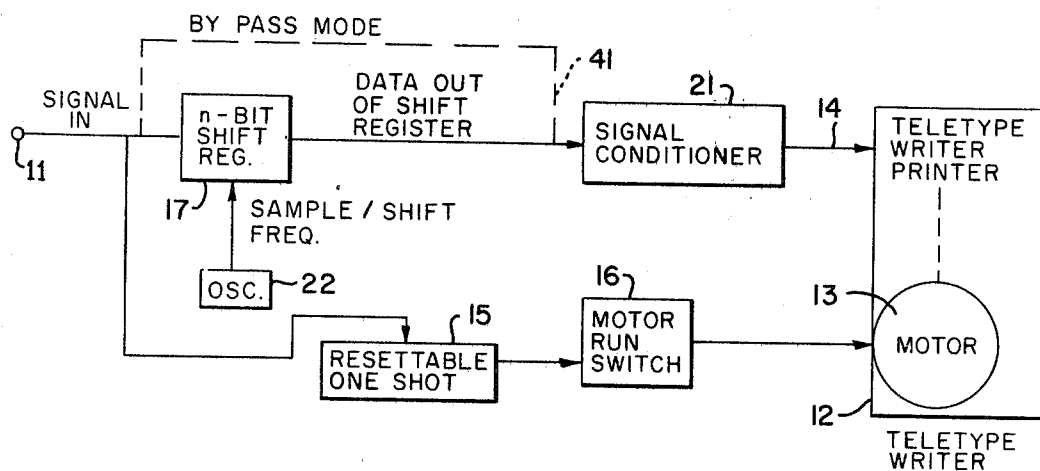 BY PASS MODE
41
SIGNAL
IN
11
n-BIT
SHIFT
REG.
17
DATA OUT
OF SHIFT
REGISTER
21
SIGNAL
CONDITIONER
14
TELETYPE
WRITER
PRINTER
SAMPLE / SHIFT
FREQ.
OSC.
22
15
RESETTABLE
ONE SHOT
16
MOTOR
RUN
SWITCH
13
MOTOR
12
TELETYPE
WRITER